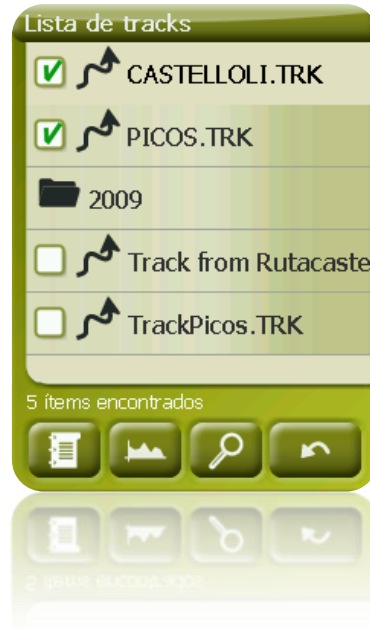 Lista de tracks
CASTELLOLI.TRK
PICOS.TRK
2009
Track from Rutacaste
TrackPicos.TRK
5 ítems encontrados